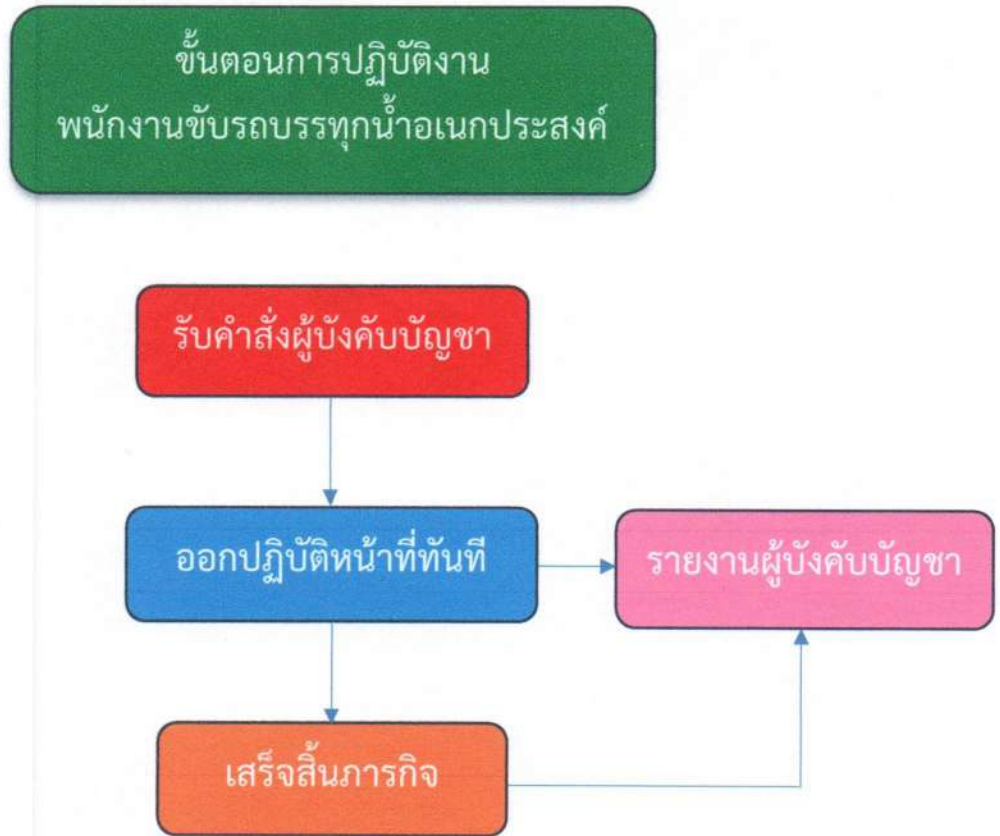 ขั้นตอนการปฏิบัติงาน
พนักงานขับรถบรรทุกน้ำอเนกประสงค์
รับคำสั่งผู้บังคับบัญชา
ออกปฏิบัติหน้าที่ทันที
รายงานผู้บังคับบัญชา
เสร็จสิ้นภารกิจ